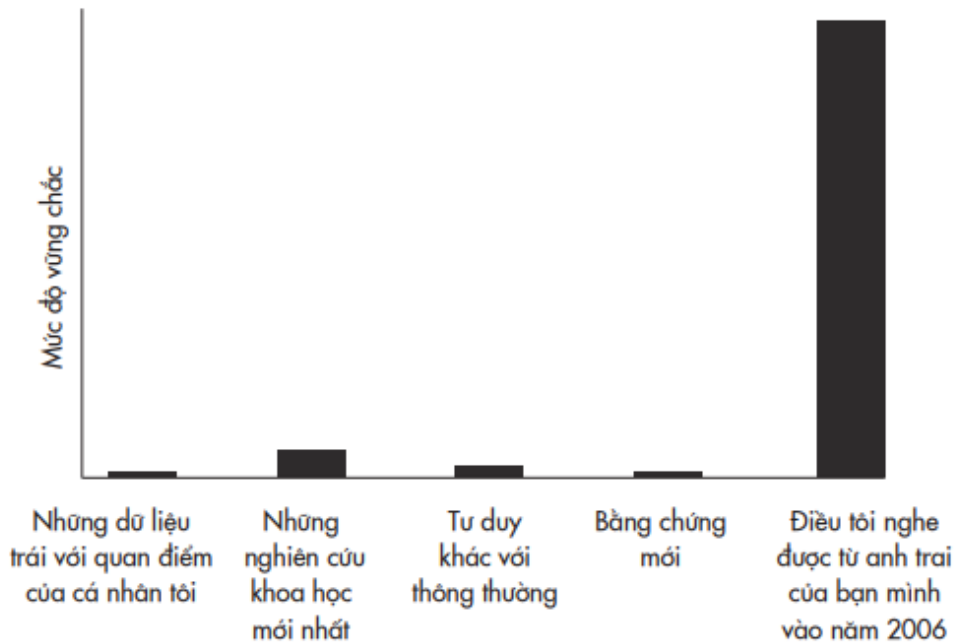 Mức độ vững chắc
Những dữ liệu
trái với quan điểm
của cá nhân tôi
Những
nghiên cứu
khoa học
mới nhất
Tư duy
khác với
thông thường
Bằng chứng
mới
Điều tôi nghe
được từ anh trai
của bạn mình
vào năm 2006